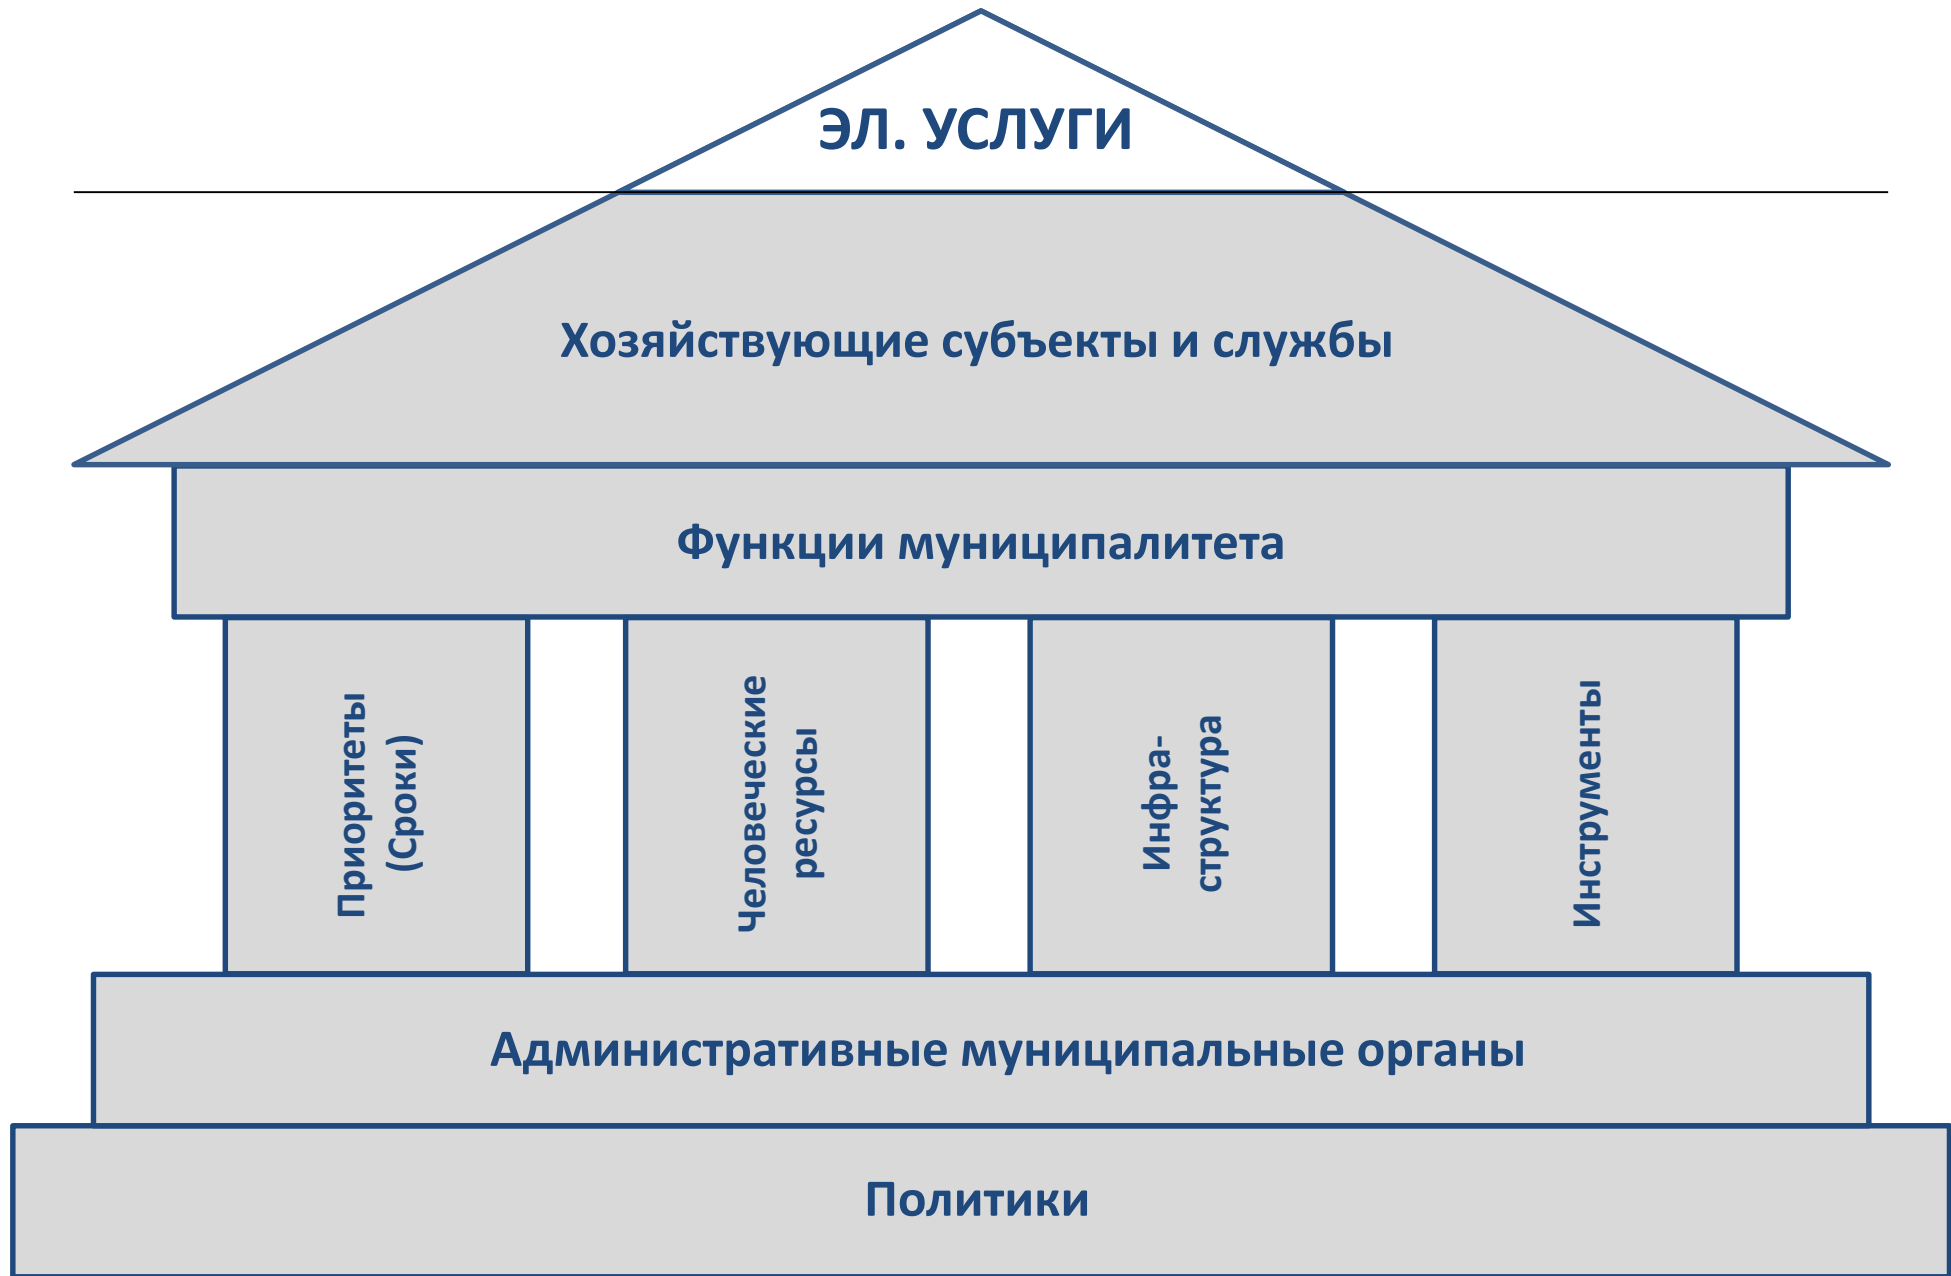 ЭЛ. УСЛУГИ
Хозяйствующие субъекты и службы
Функции муниципалитета
Приоритеты
(Сроки)
Человеческие
ресурсы
Инфра-
структура
Инструменты
Административные муниципальные органы
Политики